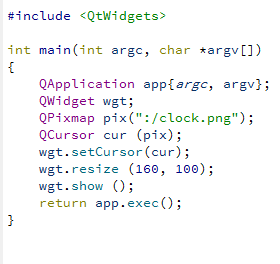 #include <QtWidgets>
int main(int argc, char *argv[])
{
QApplication app{argc, argv};
QWidget wgt;
QPixmap pix(":/clock.png");
QCursor cur (pix);
wgt.setCursor(cur);
wgt.resize (160, 100);
wgt.show ();
return app.exec();
}